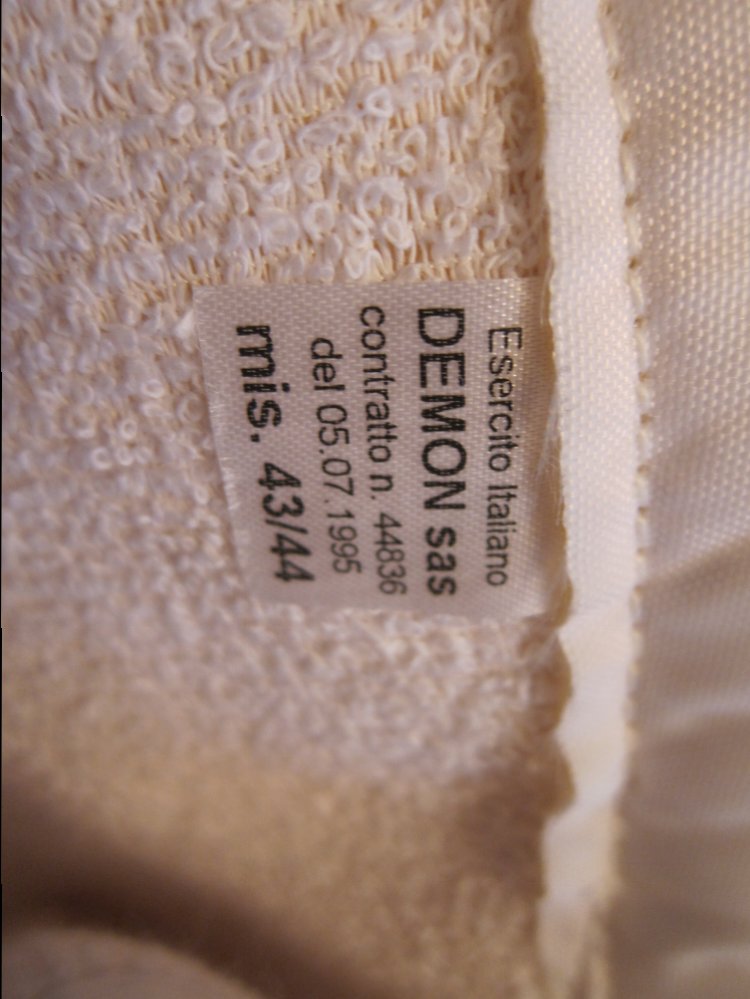 Esercito Italiano
DEMON sas
contratto n. 44836
del 05.07.1995
mis. 43/44